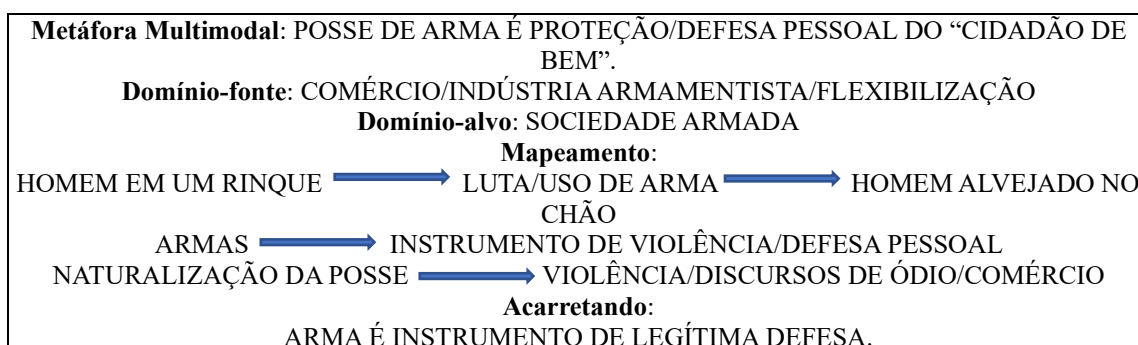 Metáfora Multimodal: POSSE DE ARMA É PROTEÇÃO/DEFESA PESSOAL DO “CIDADÃO DE
BEM”.
Domínio-fonte: COMÉRCIO/INDÚSTRIA ARMAMENTISTA/FLEXIBILIZAÇÃO
Domínio-alvo: SOCIEDADE ARMADA
Mapeamento:
HOMEM EM UM RINQUE LUTA/USO DE ARMA HOMEM ALVEJADO NO
CHÃO
ARMAS INSTRUMENTO DE VIOLÊNCIA/DEFESA PESSOAL
NATURALIZAÇÃO DA POSSE VIOLÊNCIA/DISCURSOS DE ÓDIO/COMÉRCIO
Acarretando:
ARMA É INSTRUMENTO DE LEGÍTIMA DEFESA.